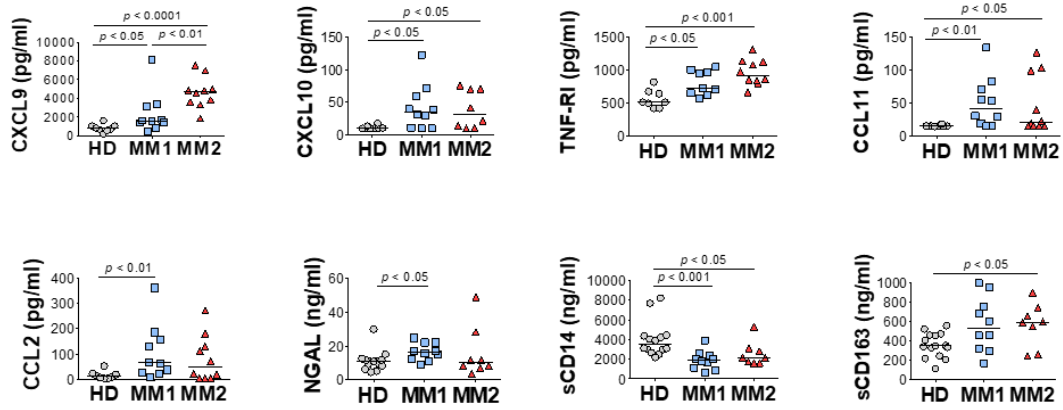 CXCL9 (pg/ml)
p < 0.0001
p < 0.05
p < 0.01
10000
8000
6000
4000
2000
0
HD MM1 MM2
CXCL10 (pg/ml)
p < 0.05
p < 0.05
150
100
50
0
HD MM1 MM2
TNF-RI (pg/ml)
p < 0.001
p < 0.05
1500
1000
500
0
HD MM1 MM2
CCL11 (pg/ml)
p < 0.05
p < 0.01
150
100
50
0
HD MM1 MM2
CCL2 (pg/ml)
p < 0.01
400
300
200
100
0
HD MM1 MM2
NGAL (ng/ml)
p < 0.05
60
40
20
0
HD MM1 MM2
sCD14 (ng/ml)
p < 0.05
p < 0.001
10000
8000
6000
4000
2000
0
HD MM1 MM2
sCD163 (ng/ml)
p < 0.05
1000
800
600
400
200
0
HD MM1 MM2